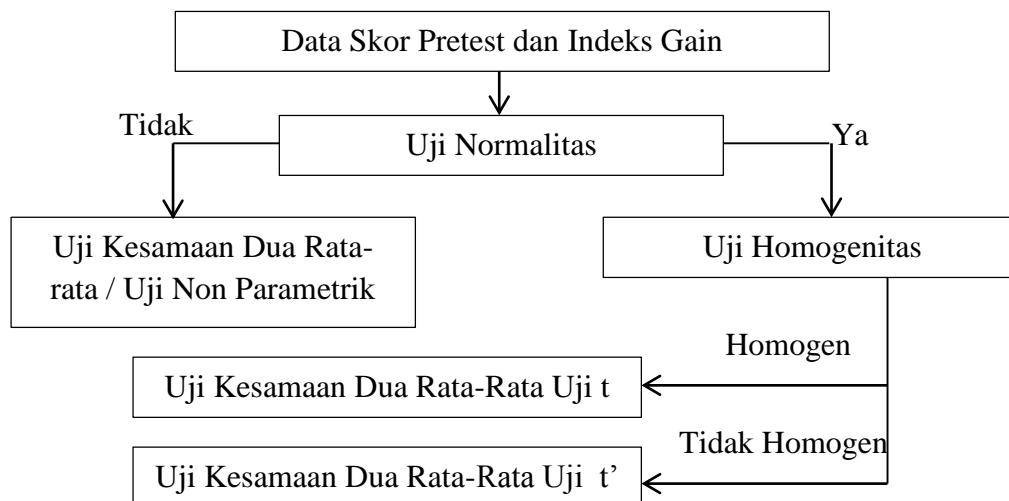 Data Skor Pretest dan Indeks Gain
Tidak
Uji Normalitas
Ya
Uji Kesamaan Dua Rata-
rata / Uji Non Parametrik
Uji Homogenitas
Homogen
Uji Kesamaan Dua Rata-Rata Uji t
Tidak Homogen
Uji Kesamaan Dua Rata-Rata Uji t’